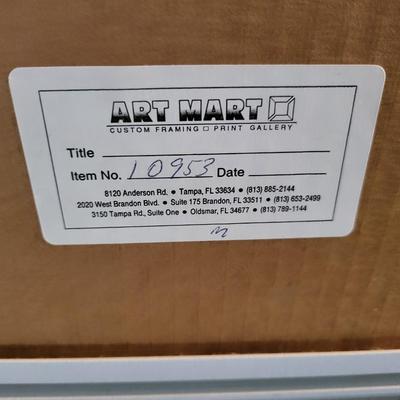 ART MART
CUSTOM FRAMING □ PRINT GALLERY
Title
Item No. 10953 Date
8120 Anderson Rd. • Tampa, FL 33634 • (813) 885-2144
2020 West Brandon Blvd. • Suite 175 Brandon, FL 33511 • (813) 653-2499
3150 Tampa Rd., Suite One • Oldsmar, FL 34677 • (813) 789-1144